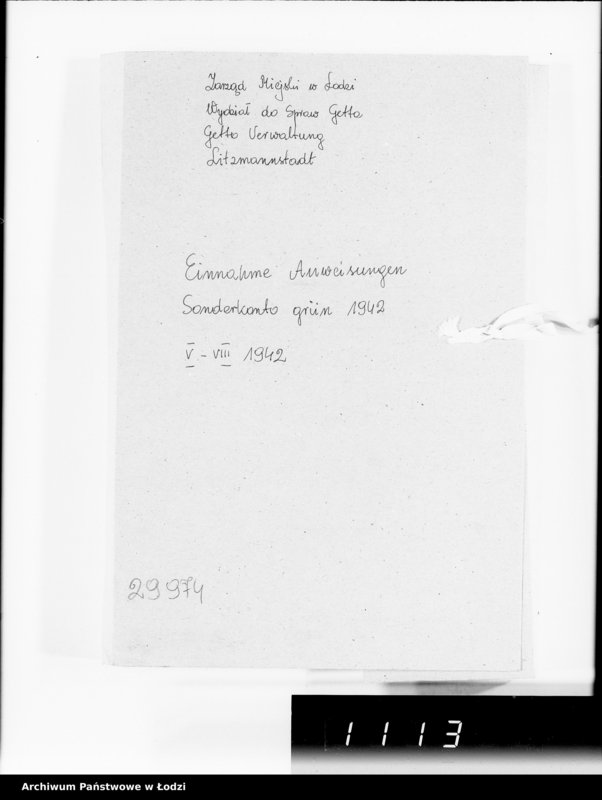 Zarząd Miejski w Łodzi
Wydział do Spraw Getta
Getto Verwaltung
Litzmannstadt
Einnahme Anweisungen
Sonderkonto grün 1942
V - VIII 1942
29974
1113
Archiwum Państwowe w Łodzi